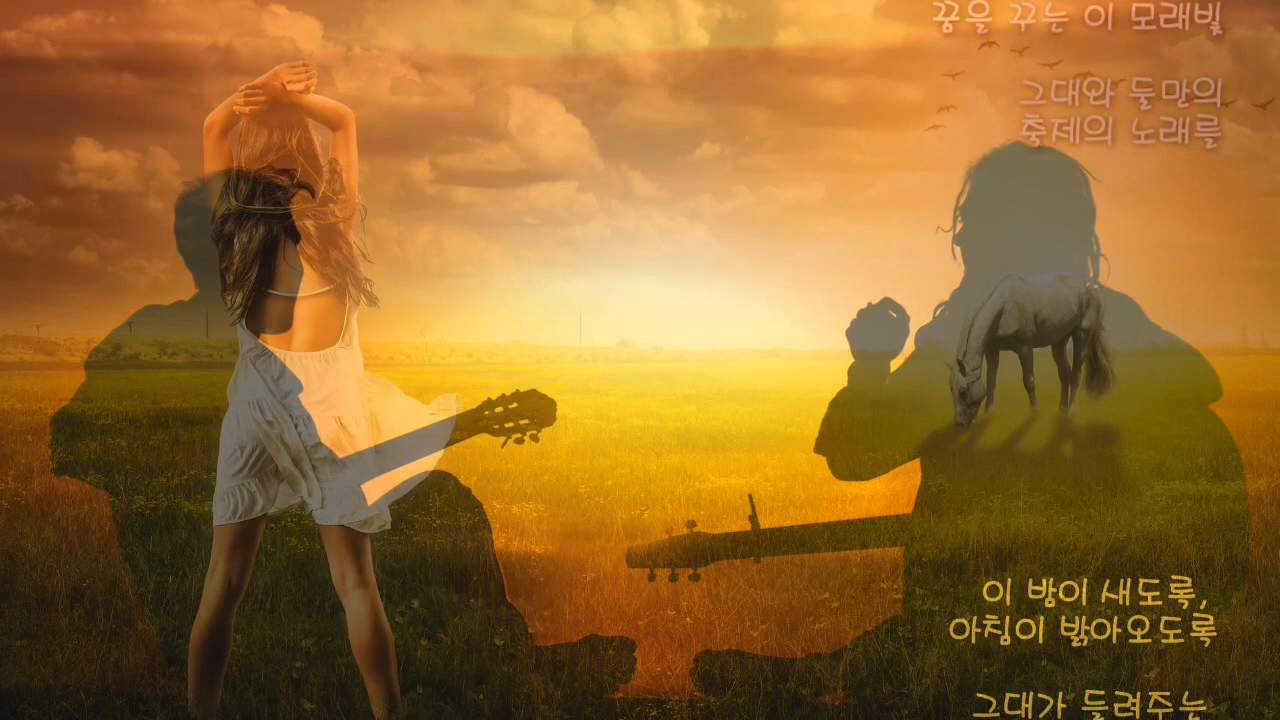 꿈을 꾸는 이 모래빛
그대와 둘만의
축제의 노래를
이 밤이 새도록,
아침이 밝아오도록
그대가 들려주는